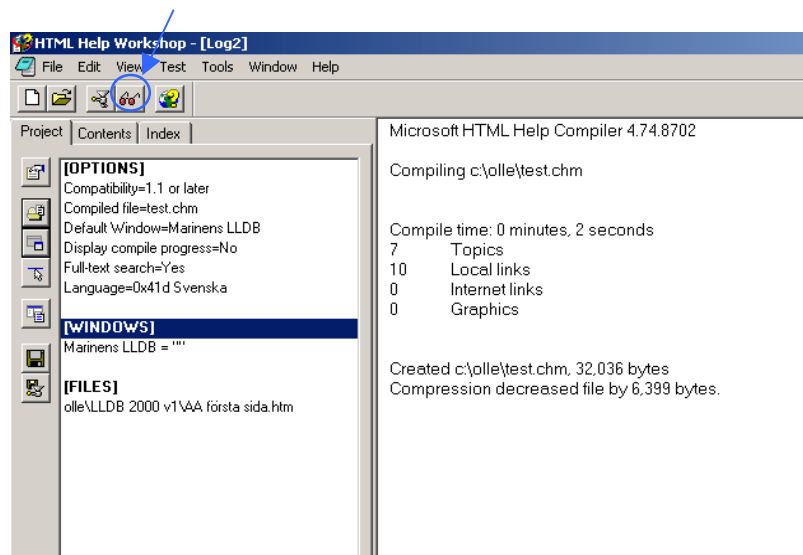 HTML Help Workshop - [Log2]
File Edit View Test Tools Window Help
Project Contents Index
[OPTIONS]
Compatibility=1.1 or later
Compiled file=test.chm
Default Window=Marinens LLDB
Display compile progress=No
Full-text search=Yes
Language=0x41d Svenska
[WINDOWS]
Marinens LLDB = ""
[FILES]
olle\LLDB 2000 v1\AA första sida.htm
Microsoft HTML Help Compiler 4.74.8702
Compiling c:\olle\test.chm
Compile time: 0 minutes, 2 seconds
7 Topics
10 Local links
0 Internet links
0 Graphics
Created c:\olle\test.chm, 32,036 bytes
Compression decreased file by 6,399 bytes.